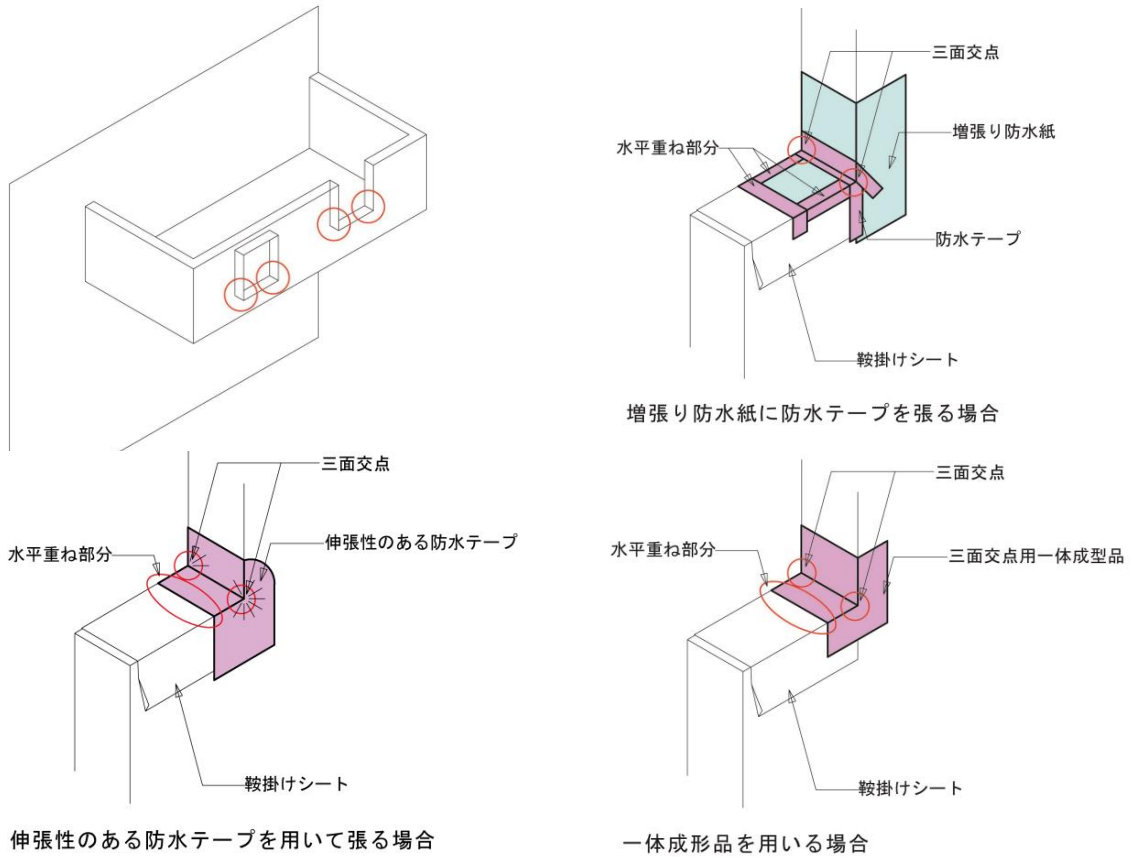 三面交点
水平重ね部分
増張り防水紙
防水テープ
鞍掛けシート
増張り防水紙に防水テープを張る場合
三面交点
水平重ね部分
伸張性のある防水テープ
鞍掛けシート
伸張性のある防水テープを用いて張る場合
三面交点
水平重ね部分
三面交点用一体成型品
鞍掛けシート
一体成形品を用いる場合